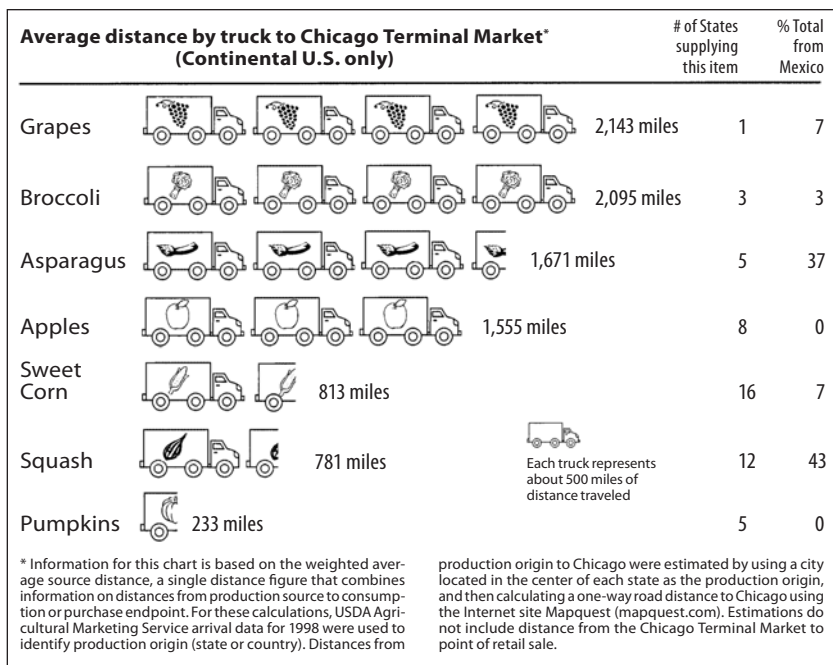 Average distance by truck to Chicago Terminal Market*
(Continental U.S. only)
# of States
supplying
this item
% Total
from
Mexico
Grapes 2,143 miles 1 7
Broccoli 2,095 miles 3 3
Asparagus 1,671 miles 5 37
Apples 1,555 miles 8 0
Sweet
Corn 813 miles 16 7
Squash 781 miles 12 43
Each truck represents
about 500 miles of
distance traveled
Pumpkins 233 miles 5 0
* Information for this chart is based on the weighted aver-
age source distance, a single distance figure that combines
information on distances from production source to consump-
tion or purchase endpoint. For these calculations, USDA Agri-
cultural Marketing Service arrival data for 1998 were used to
identify production origin (state or country). Distances from
production origin to Chicago were estimated by using a city
located in the center of each state as the production origin,
and then calculating a one-way road distance to Chicago using
the Internet site Mapquest (mapquest.com). Estimations do
not include distance from the Chicago Terminal Market to
point of retail sale.